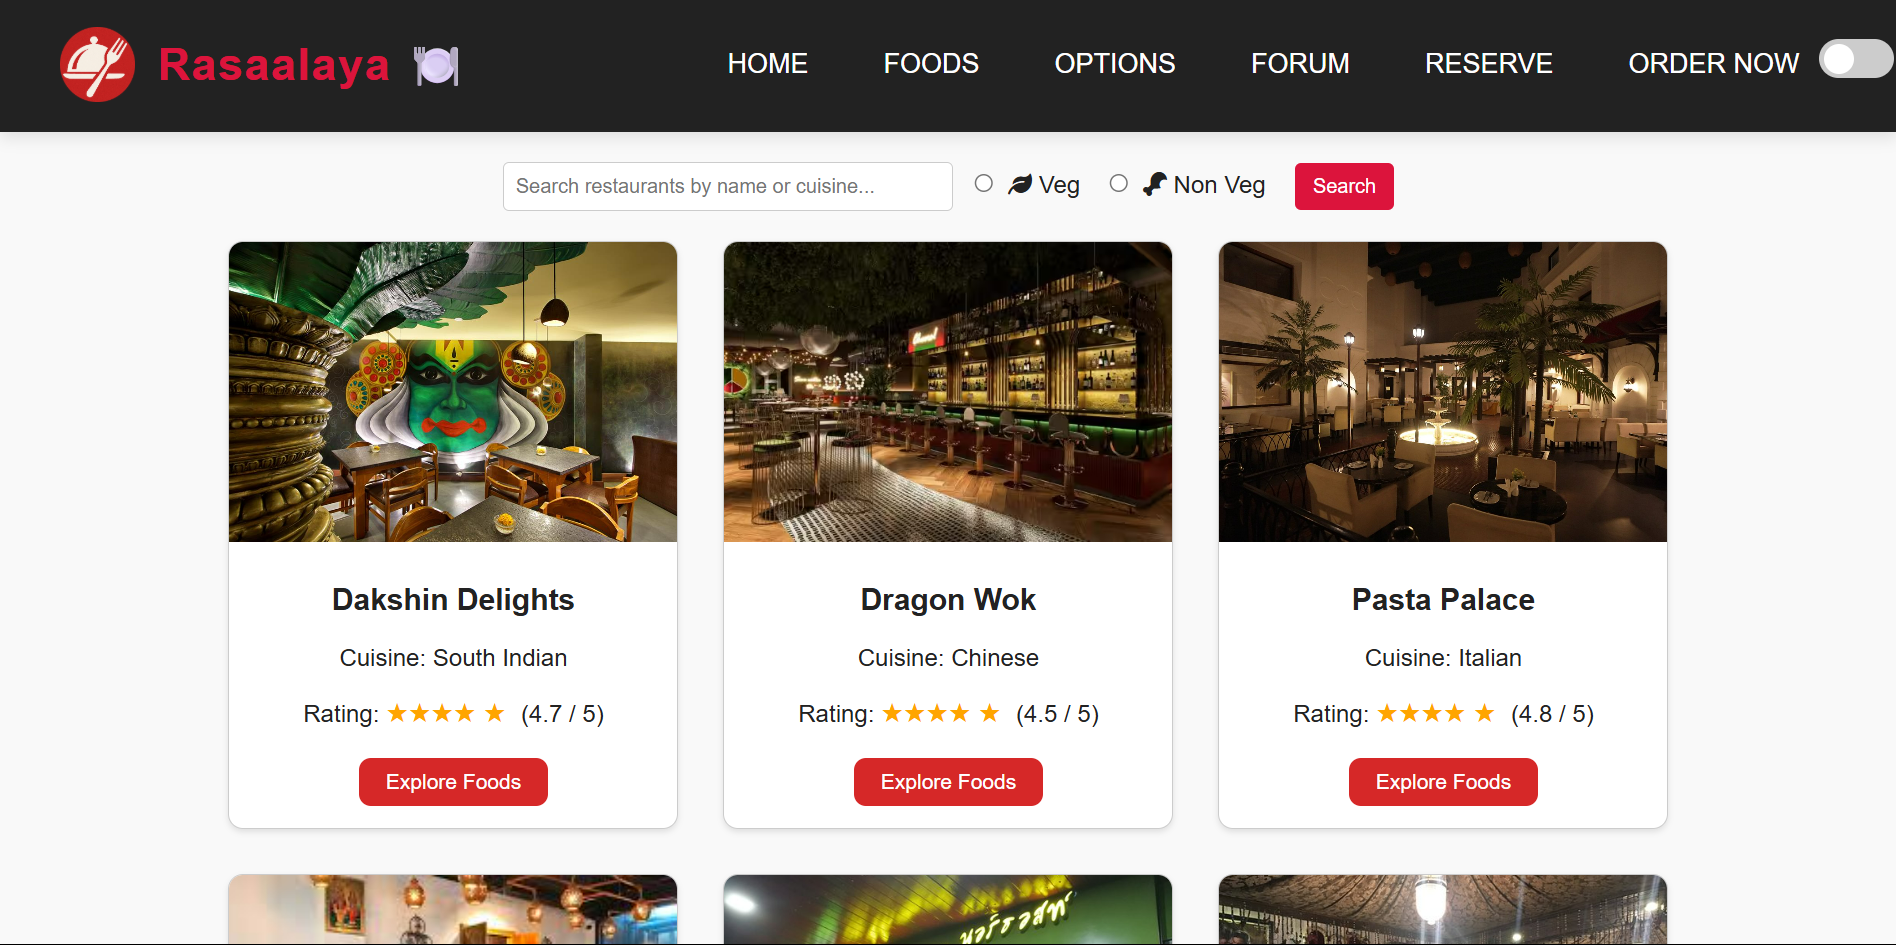 Rasaalaya
HOME FOODS OPTIONS FORUM RESERVE ORDER NOW
Search restaurants by name or cuisine... Veg Non Veg Search
Dakshin Delights
Cuisine: South Indian
Rating: ★★★★ ★ (4.7 / 5)
Explore Foods
Dragon Wok
Cuisine: Chinese
Rating: ★★★★ ★ (4.5 / 5)
Explore Foods
Pasta Palace
Cuisine: Italian
Rating: ★★★★ ★ (4.8 / 5)
Explore Foods